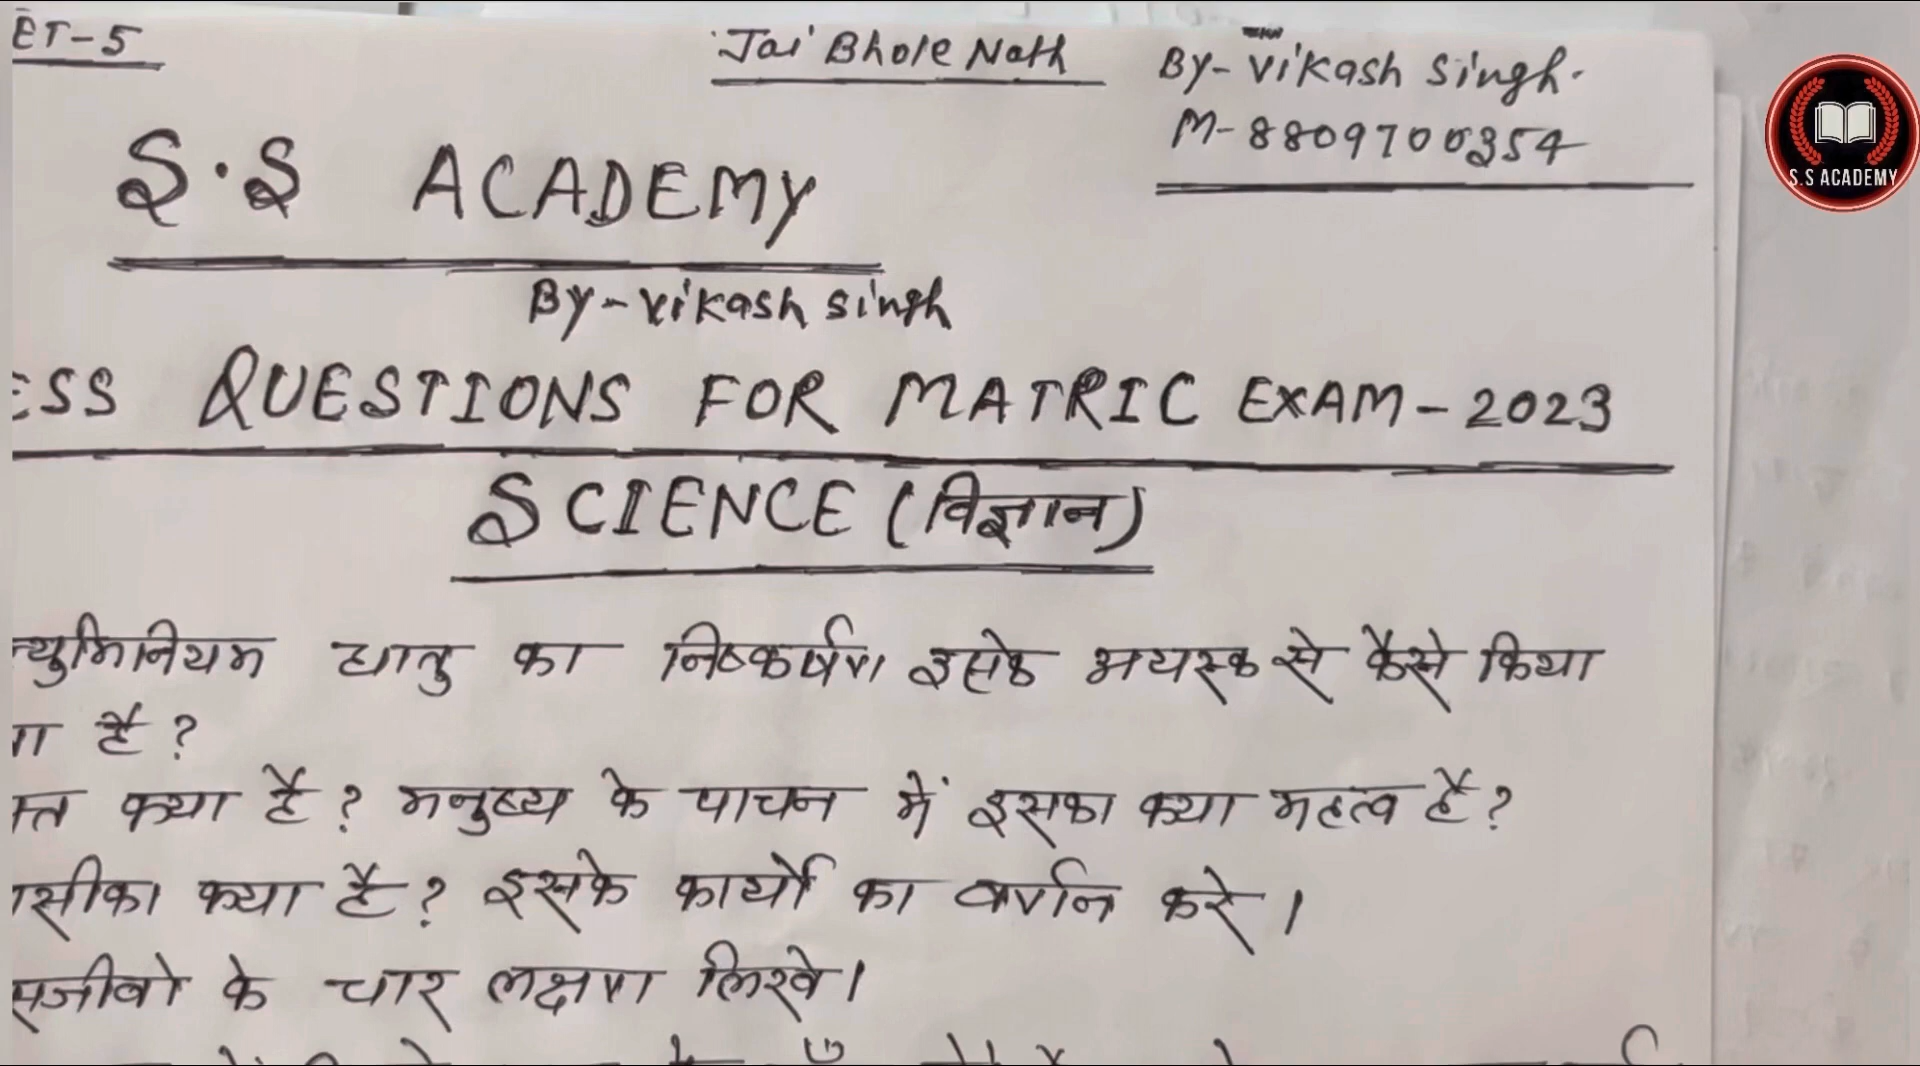 ET-5
Jai Bhole Nath
By- Vikash Singh.
M-8809700354
S.S ACADEMY
S.S ACADEMY
By-Vikash Singh
ESS QUESTIONS FOR MATRIC EXAM-2023
SCIENCE (विज्ञान)
ल्युमिनियम धातु का निष्कर्षण इसके अयस्क से कैसे किया
ता है?
त्त क्या है? मनुष्य के पाचन में इसका क्या महत्व है?
सीका क्या है? इसके कार्यो का वर्णन करे।
सजीवो के चार लक्षण लिखे।